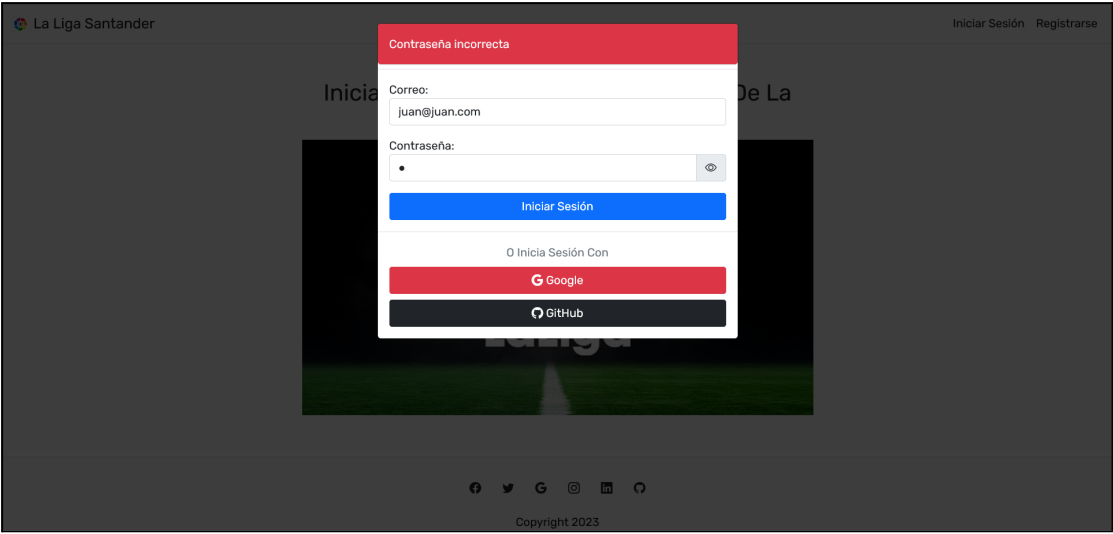 La Liga Santander
Iniciar Sesión Registrarse
Contraseña incorrecta
Inicia
De La
Correo:
juan@juan.com
Contraseña:
Iniciar Sesión
O Inicia Sesión Con
Google
GitHub
LaLiga
Copyright 2023